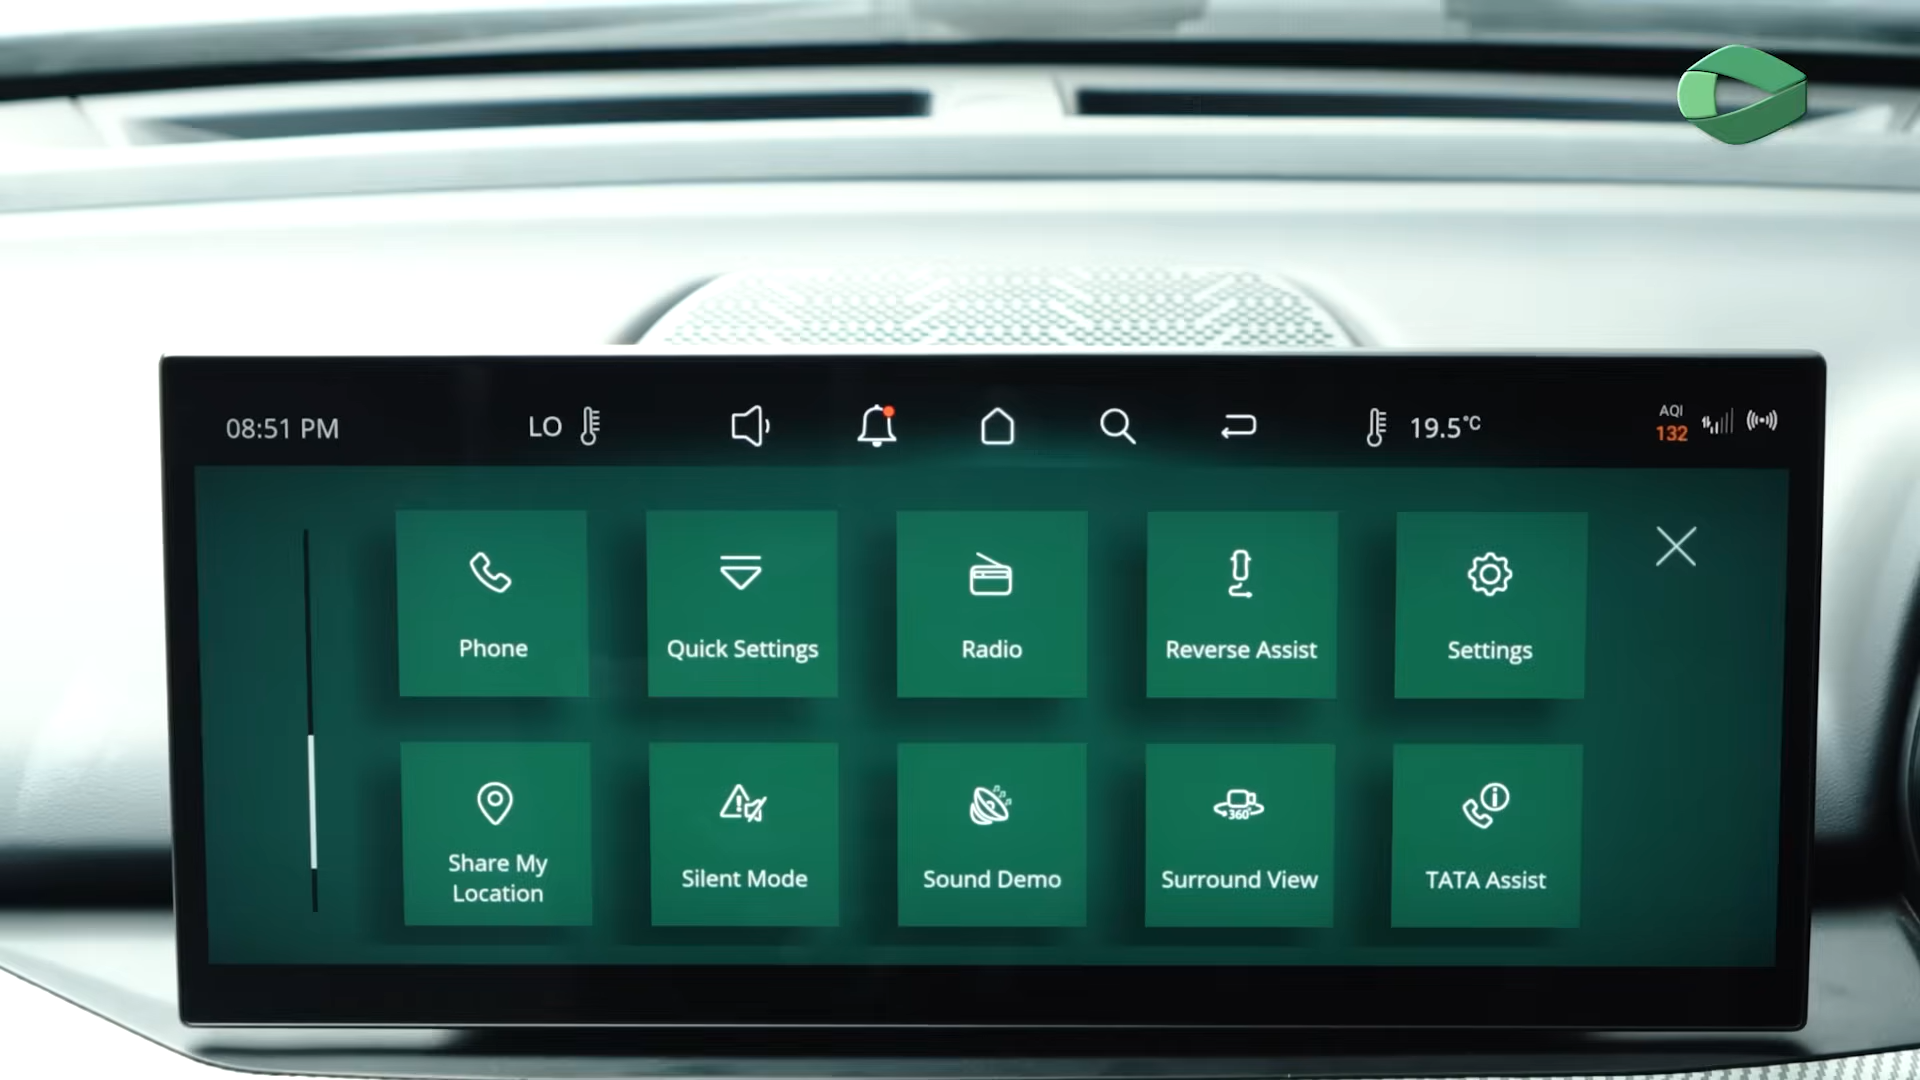 08:51 PM
LO
19.5°C
AQI
132
Phone
Quick Settings
Radio
Reverse Assist
Settings
Share My
Location
Silent Mode
Sound Demo
360°
Surround View
TATA Assist